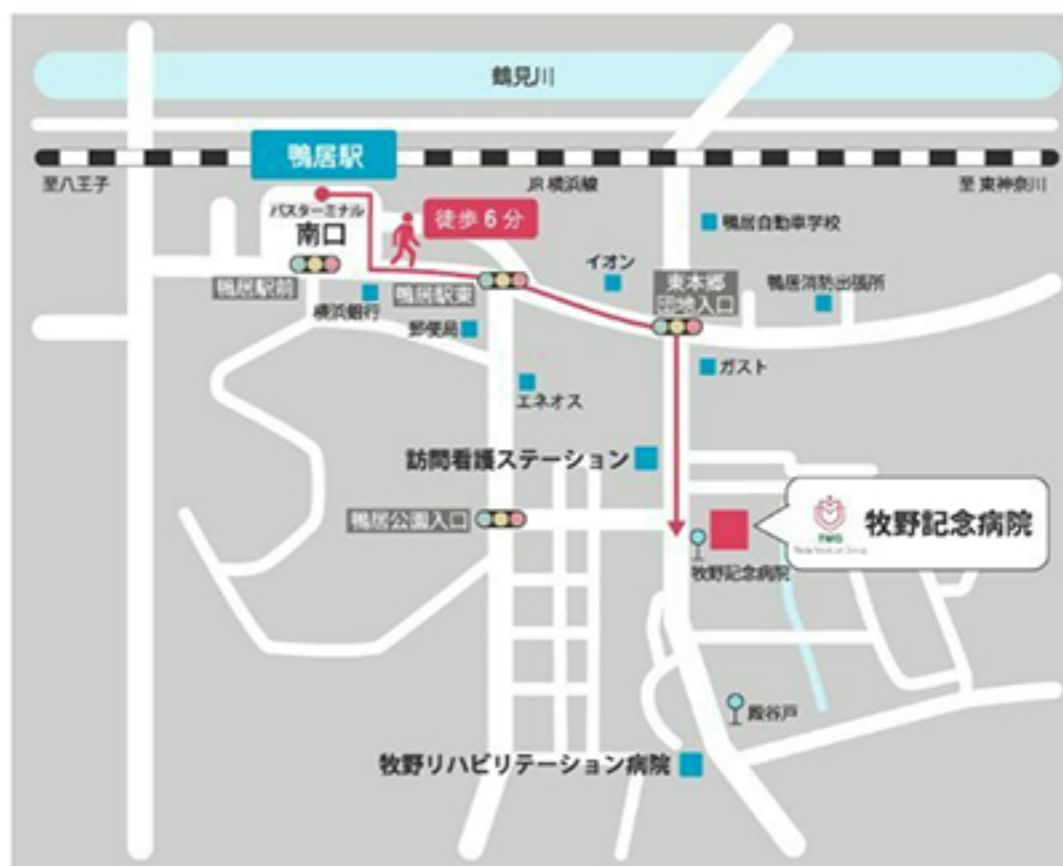 鶴見川
鴨居駅
至八王子
JR 横浜線
至 東神奈川
バスターミナル
南口
徒歩 6 分
鴨居自動車学校
鴨居駅前
横浜銀行
鴨居駅東
郵便局
イオン
東本郷
団地入口
鴨居消防出張所
ガスト
エネオス
訪問看護ステーション
鴨居公園入口
TMG
牧野記念病院
牧野記念病院
殿谷戸
牧野リハビリテーション病院